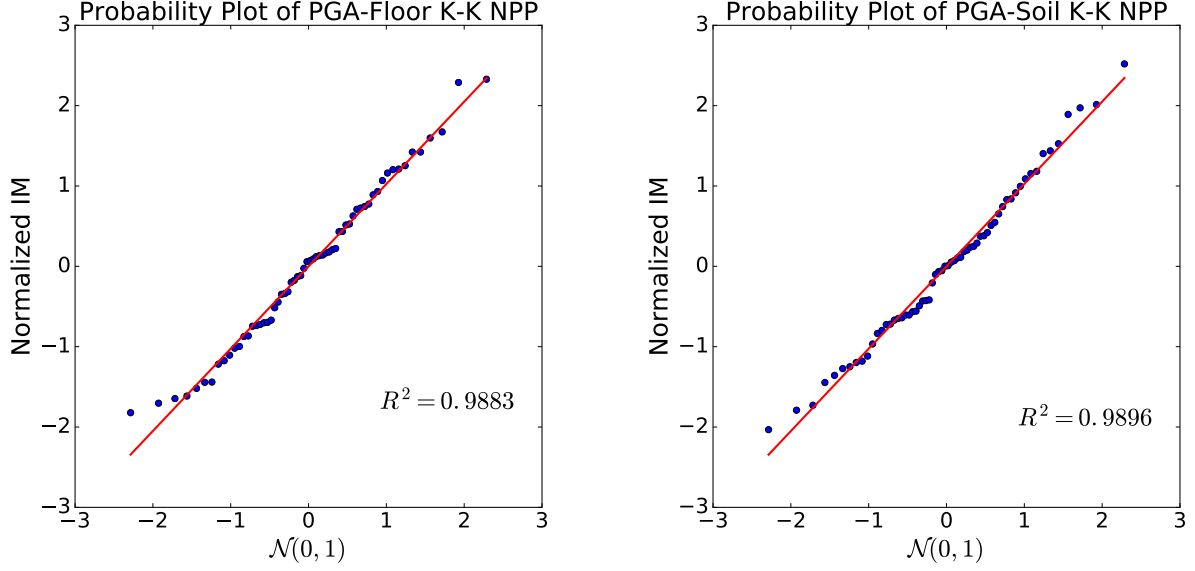 Probability Plot of PGA-Floor K-K NPP
3
2
1
0
−1
−2
−3
Normalized IM
R² = 0.9883
−3 −2 −1 0 1 2 3
𝒩(0, 1)
Probability Plot of PGA-Soil K-K NPP
3
2
1
0
−1
−2
−3
Normalized IM
R² = 0.9896
−3 −2 −1 0 1 2 3
𝒩(0, 1)